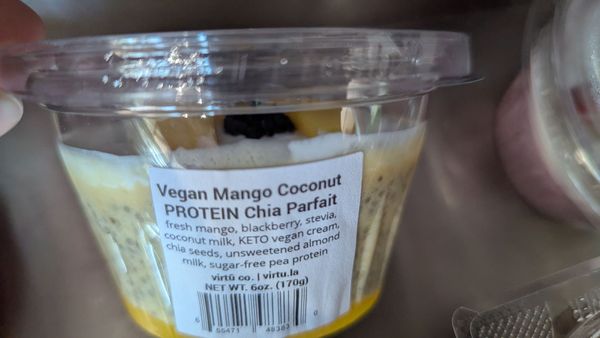 Vegan Mango Coconut
PROTEIN Chia Parfait
fresh mango, blackberry, stevia,
coconut milk, KETO vegan cream,
chia seeds, unsweetened almond
milk, sugar-free pea protein
virtū co. | virtu.la
NET WT. 6oz. (170g)